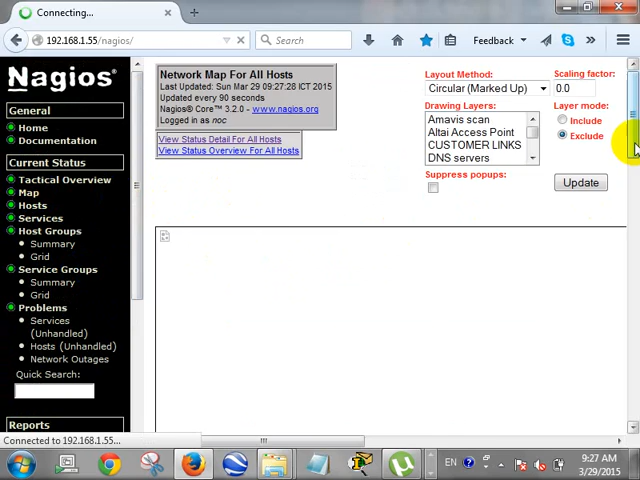 Connecting...
192.168.1.55/nagios/
Search
Feedback
Nagios®
General
Home
Documentation
Current Status
Tactical Overview
Map
Hosts
Services
Host Groups
Summary
Grid
Service Groups
Summary
Grid
Problems
Services
(Unhandled)
Hosts (Unhandled)
Network Outages
Quick Search:
Reports
Network Map For All Hosts
Last Updated: Sun Mar 29 09:27:28 ICT 2015
Updated every 90 seconds
Nagios® Core™ 3.2.0 - www.nagios.org
Logged in as noc
View Status Detail For All Hosts
View Status Overview For All Hosts
Layout Method:
Circular (Marked Up)
Scaling factor:
0.0
Drawing Layers:
Amavis scan
Altai Access Point
CUSTOMER LINKS
DNS servers
Layer mode:
Include
Exclude
Suppress popups:
Update
Connected to 192.168.1.55...
EN
9:27 AM
3/29/2015